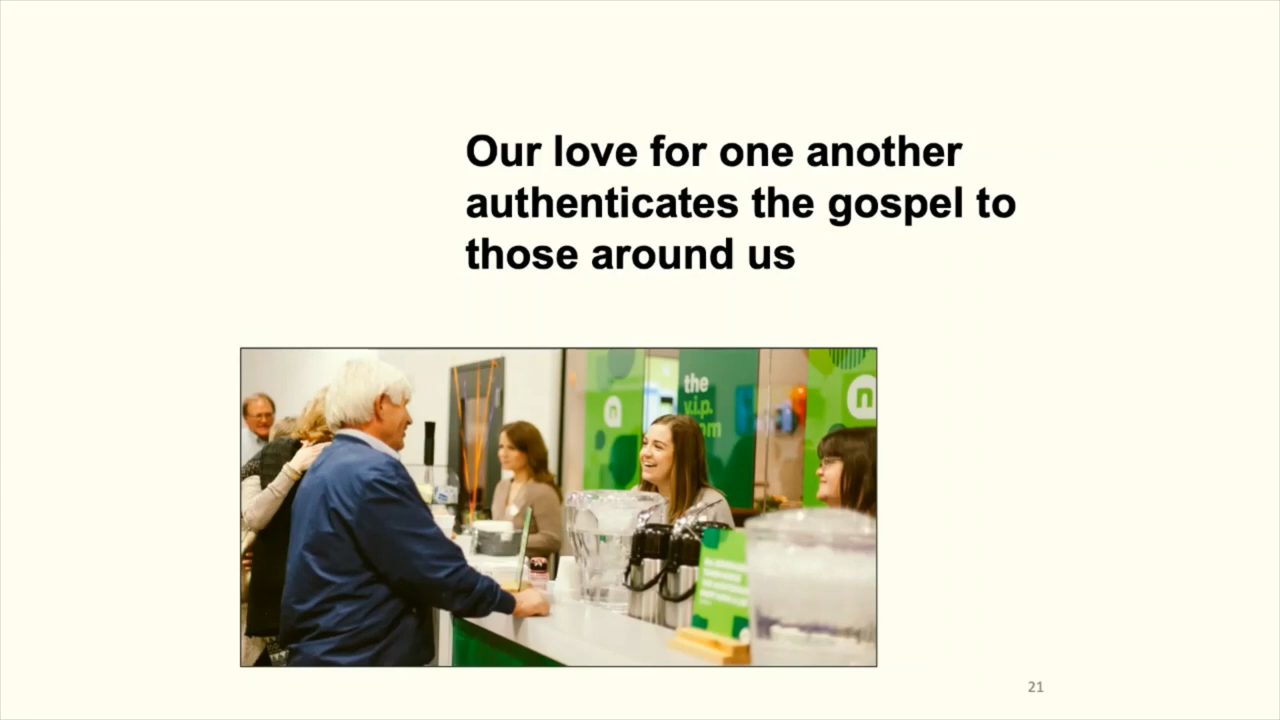 Our love for one another
authenticates the gospel to
those around us
the
v.i.p.
n
n
21